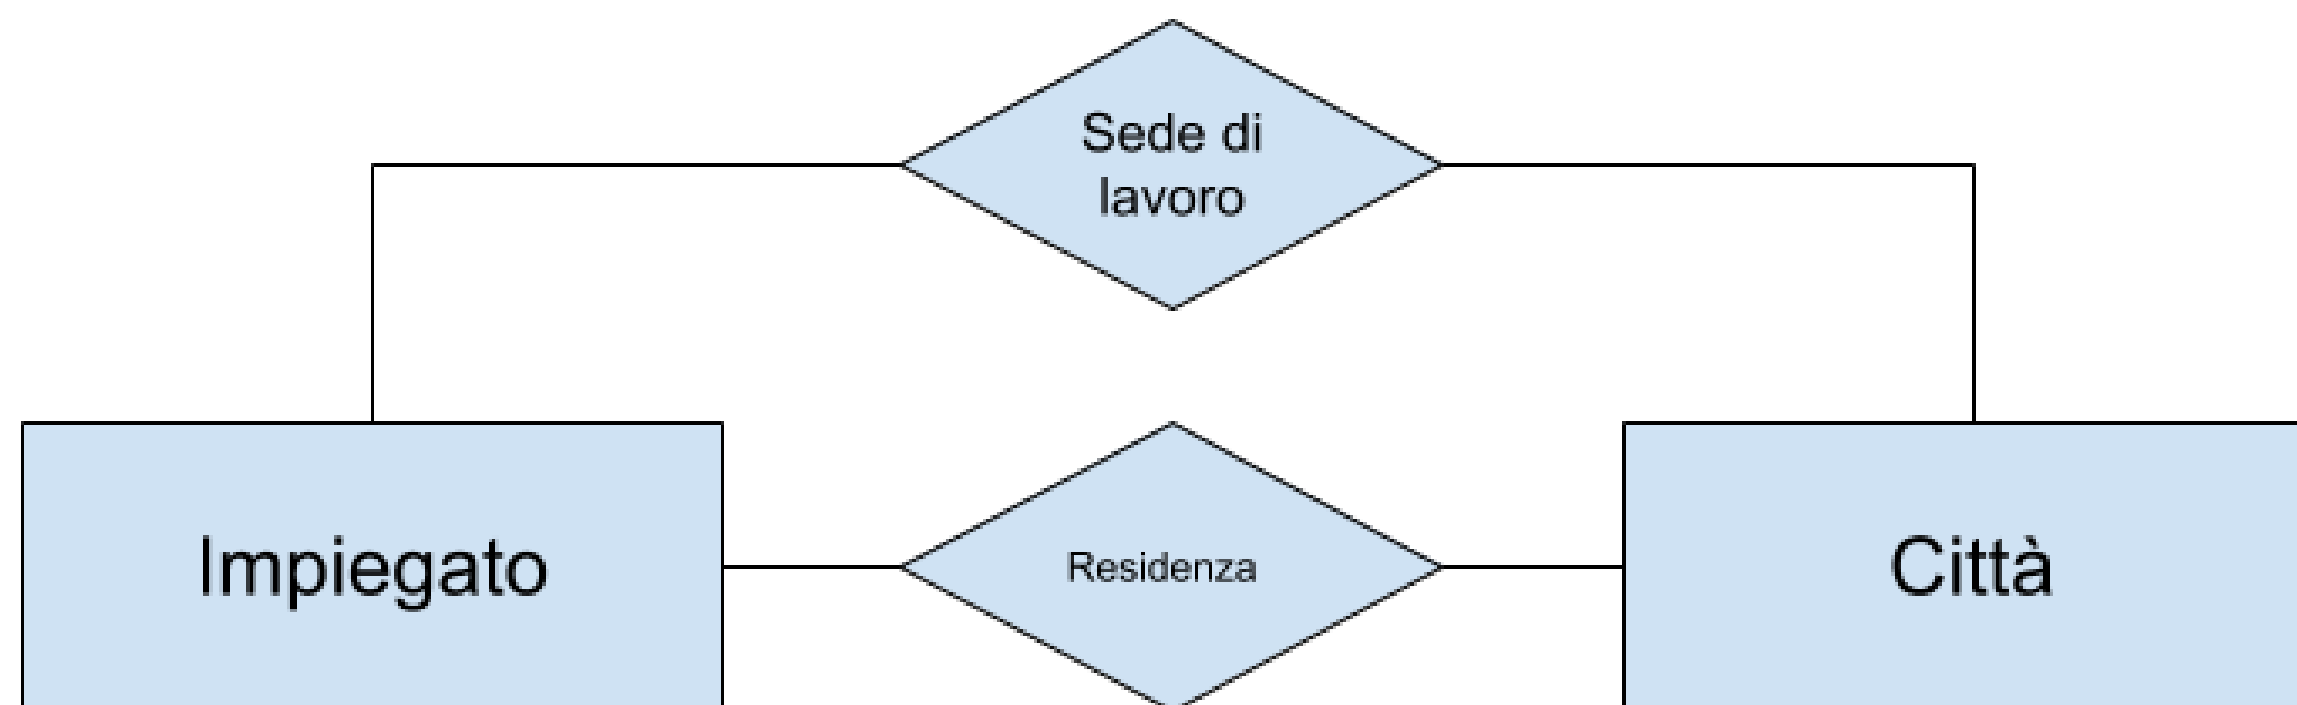 Sede di
lavoro
Impiegato
Residenza
Città